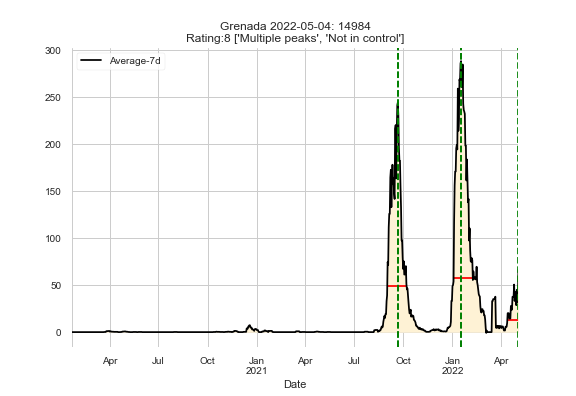 Grenada 2022-05-04: 14984
Rating:8 ['Multiple peaks', 'Not in control']
300
Average-7d
250
200
150
100
50
0
Apr Jul Oct Jan Apr Jul Oct Jan Apr
2021 2022
Date